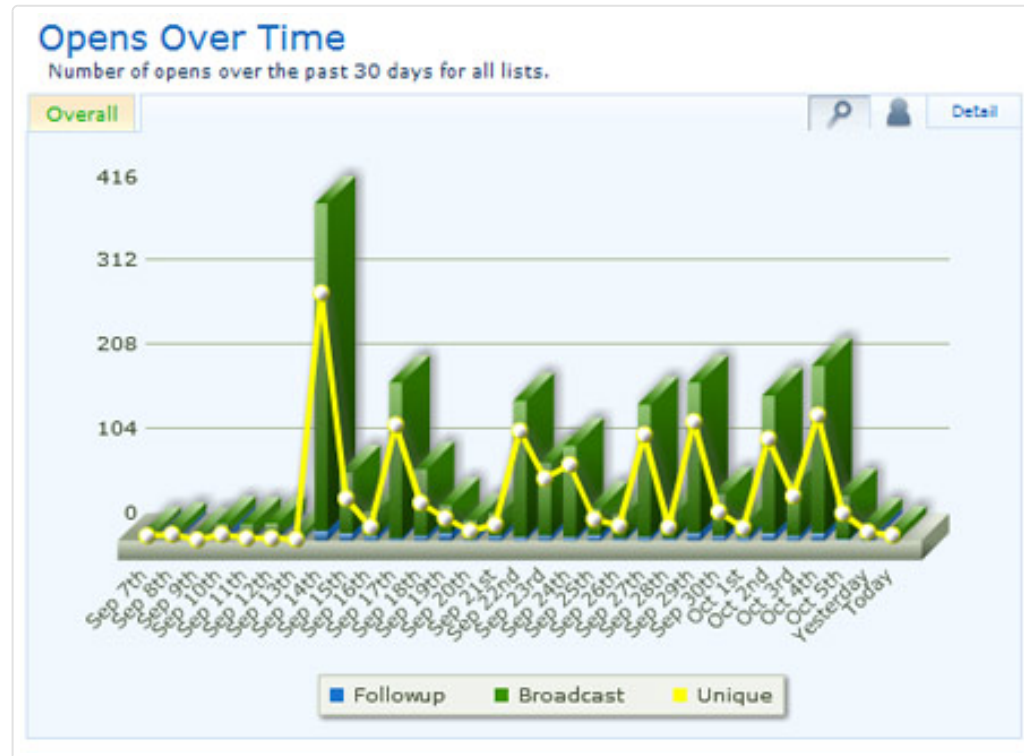 Opens Over Time
Number of opens over the past 30 days for all lists.
Overall
Detail
416
312
208
104
0
Sep 7th
Sep 8th
Sep 9th
Sep 10th
Sep 11th
Sep 12th
Sep 13th
Sep 14th
Sep 15th
Sep 16th
Sep 17th
Sep 18th
Sep 19th
Sep 20th
Sep 21st
Sep 22nd
Sep 23rd
Sep 24th
Sep 25th
Sep 26th
Sep 27th
Sep 28th
Sep 29th
Sep 30th
Oct 1st
Oct 2nd
Oct 3rd
Oct 4th
Oct 5th
Yesterday
Today
Followup
Broadcast
Unique